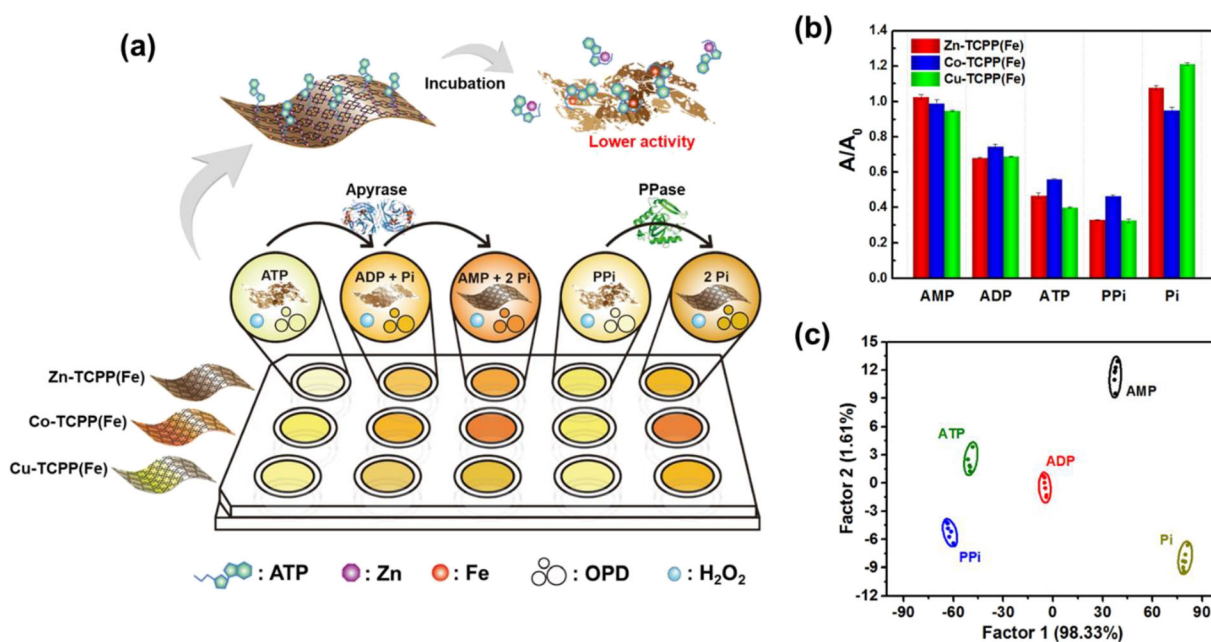 (a)
Incubation
Lower activity
Apyrase
PPase
ATP
ADP + Pi
AMP + 2 Pi
PPi
2 Pi
Zn-TCPP(Fe)
Co-TCPP(Fe)
Cu-TCPP(Fe)
: ATP
: Zn
: Fe
: OPD
: H₂O₂
(b)
Zn-TCPP(Fe)
Co-TCPP(Fe)
Cu-TCPP(Fe)
A/A₀
1.4
1.2
1.0
0.8
0.6
0.4
0.2
0.0
AMP
ADP
ATP
PPi
Pi
(c)
Factor 2 (1.61%)
15
12
9
6
3
0
-3
-6
-9
-12
AMP
ATP
ADP
PPi
Pi
-90
-60
-30
0
30
60
90
Factor 1 (98.33%)